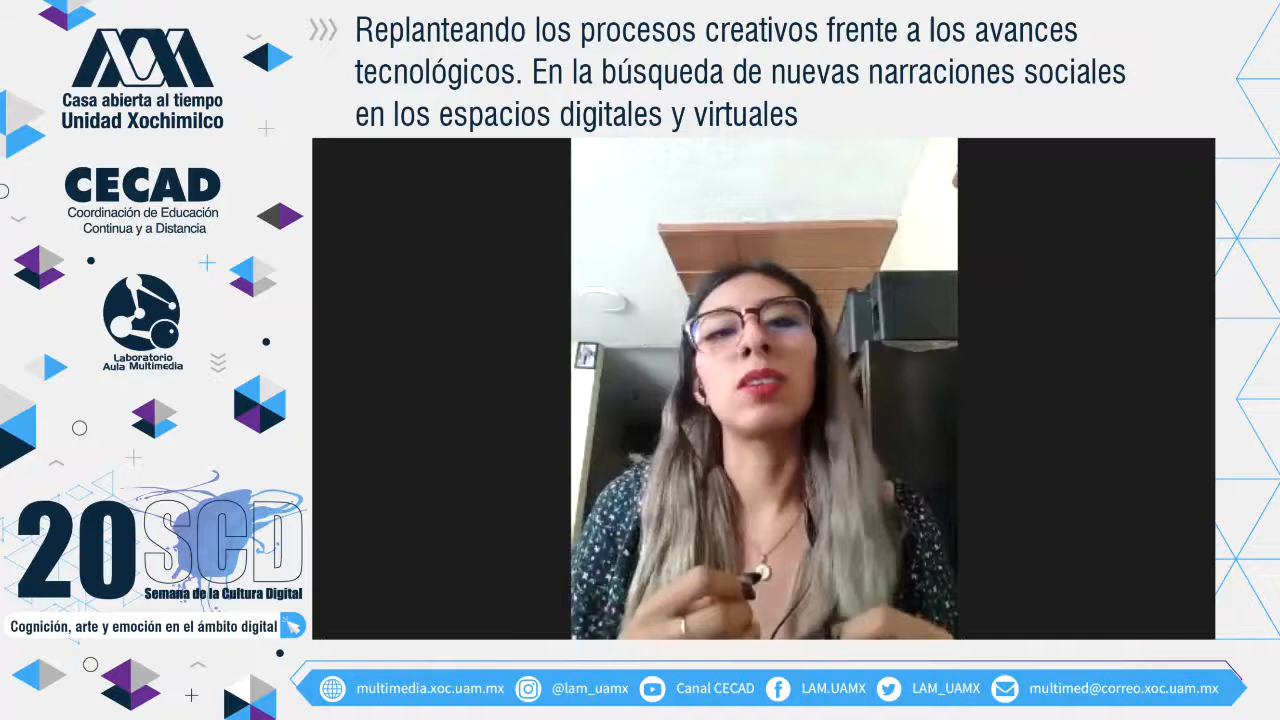 Replanteando los procesos creativos frente a los avances
tecnológicos. En la búsqueda de nuevas narraciones sociales
en los espacios digitales y virtuales
Casa abierta al tiempo
Unidad Xochimilco
CECAD
Coordinación de Educación
Continua y a Distancia
Laboratorio
Aula Multimedia
20 SCD
Semana de la Cultura Digital
Cognición, arte y emoción en el ámbito digital
multimedia.xoc.uam.mx @lam_uamx Canal CECAD LAM.UAMX LAM_UAMX multimed@correo.xoc.uam.mx